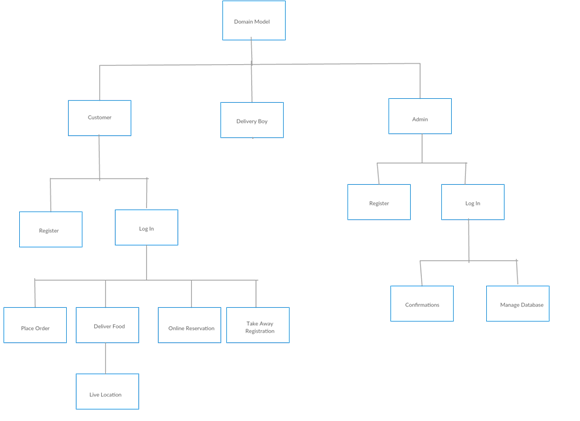 Domain Model
Customer
Delivery Boy
Admin
Register
Log In
Register
Log In
Place Order
Deliver Food
Online Reservation
Take Away
Registration
Confirmations
Manage Database
Live Location